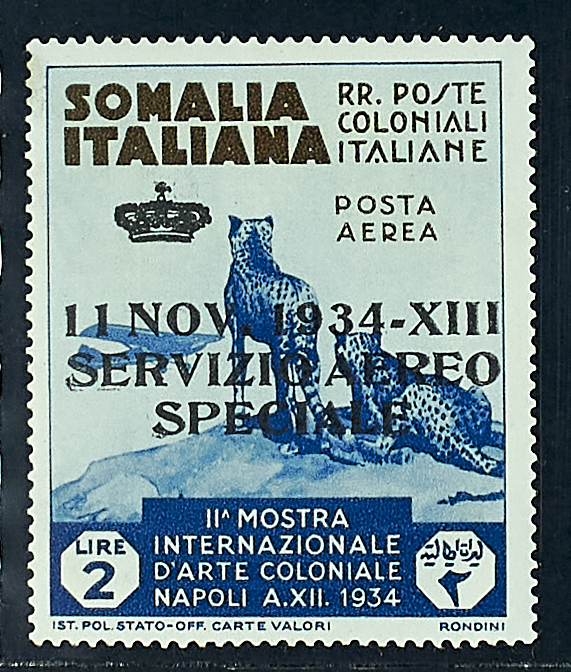 SOMALIA
ITALIANA
RR. POSTE
COLONIALI
ITALIANE
POSTA
AEREA
11 NOV. 1934-XIII
SERVIZIO AEREO
SPECIALE
IIᴬ MOSTRA
INTERNAZIONALE
D'ARTE COLONIALE
NAPOLI A.XII. 1934
LIRE
2
٢
IST. POL. STATO-OFF. CARTE VALORI
RONDINI